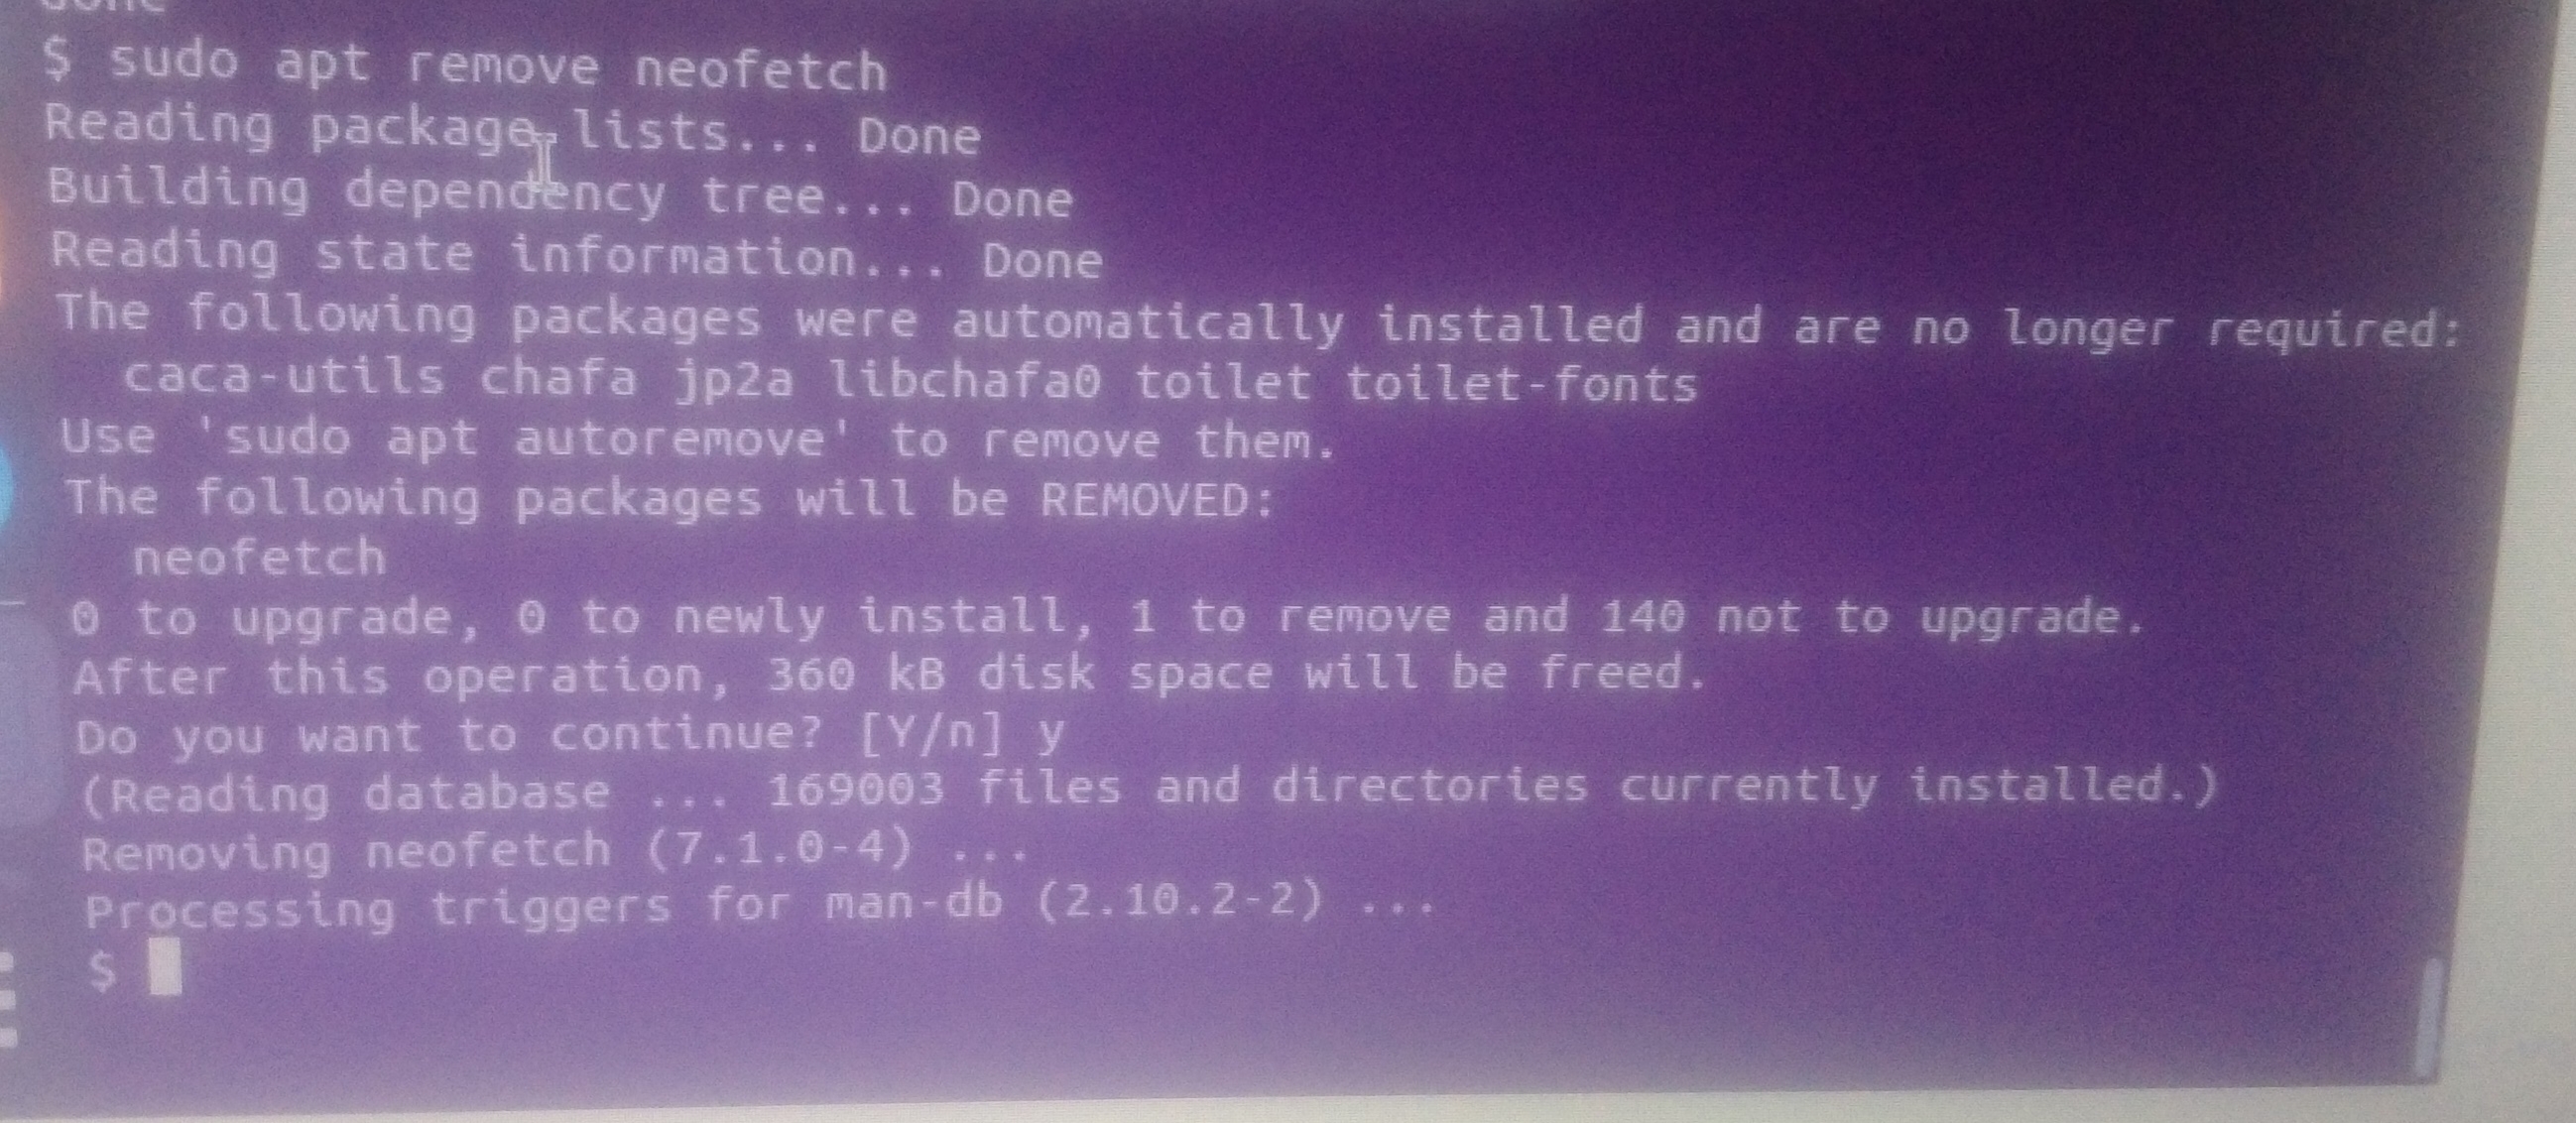 done
$ sudo apt remove neofetch
Reading package lists... Done
Building dependency tree... Done
Reading state information... Done
The following packages were automatically installed and are no longer required:
  caca-utils chafa jp2a libchafa0 toilet toilet-fonts
Use 'sudo apt autoremove' to remove them.
The following packages will be REMOVED:
  neofetch
0 to upgrade, 0 to newly install, 1 to remove and 140 not to upgrade.
After this operation, 360 kB disk space will be freed.
Do you want to continue? [Y/n] y
(Reading database ... 169003 files and directories currently installed.)
Removing neofetch (7.1.0-4) ...
Processing triggers for man-db (2.10.2-2) ...
$